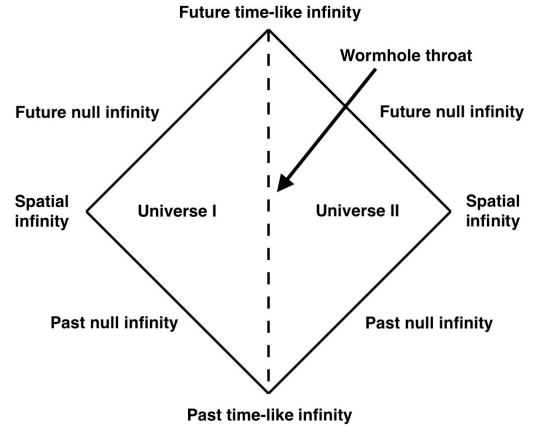 Future time-like infinity
Wormhole throat
Future null infinity
Future null infinity
Spatial
infinity
Universe I
Universe II
Spatial
infinity
Past null infinity
Past null infinity
Past time-like infinity